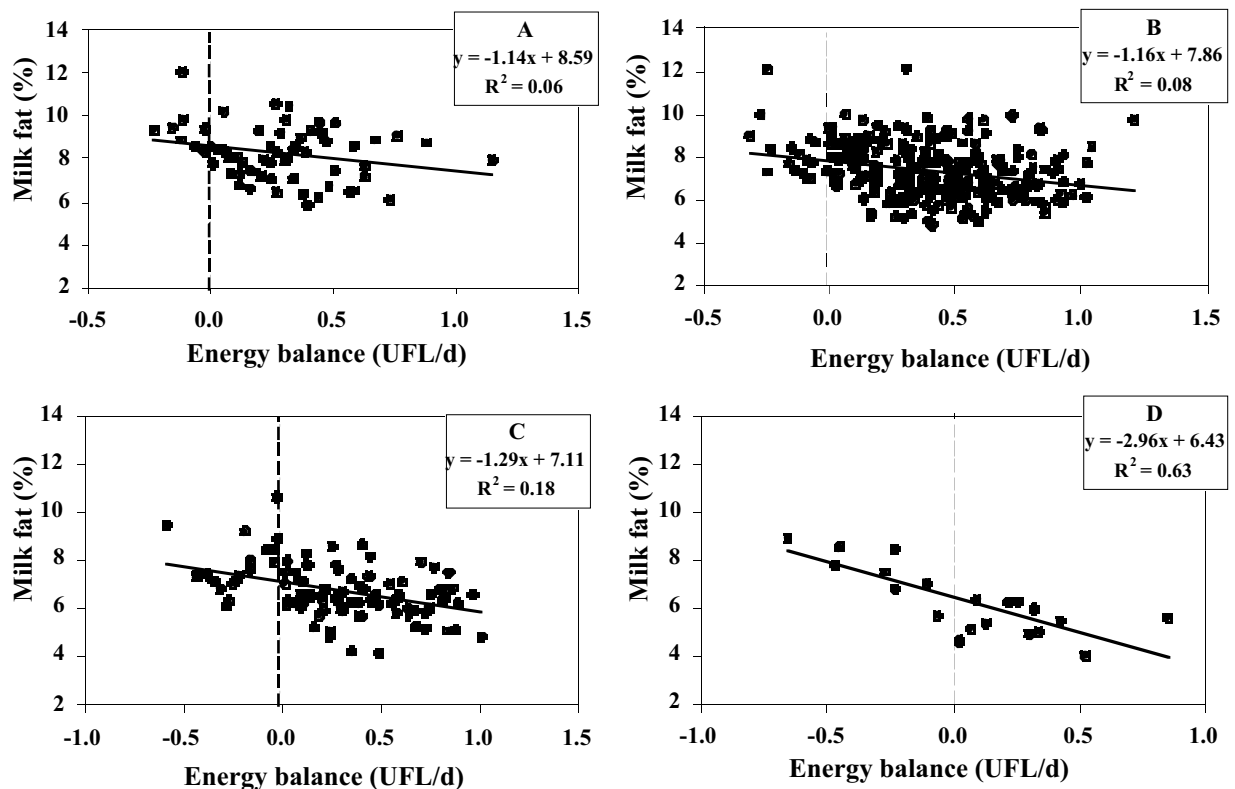 A
y = -1.14x + 8.59
R² = 0.06
Milk fat (%)
14
12
10
8
6
4
2
-0.5 0.0 0.5 1.0 1.5
Energy balance (UFL/d)
B
y = -1.16x + 7.86
R² = 0.08
Milk fat (%)
14
12
10
8
6
4
2
-0.5 0.0 0.5 1.0 1.5
Energy balance (UFL/d)
C
y = -1.29x + 7.11
R² = 0.18
Milk fat (%)
14
12
10
8
6
4
2
-1.0 -0.5 0.0 0.5 1.0 1.5
Energy balance (UFL/d)
D
y = -2.96x + 6.43
R² = 0.63
Milk fat (%)
14
12
10
8
6
4
2
-1.0 -0.5 0.0 0.5 1.0
Energy balance (UFL/d)